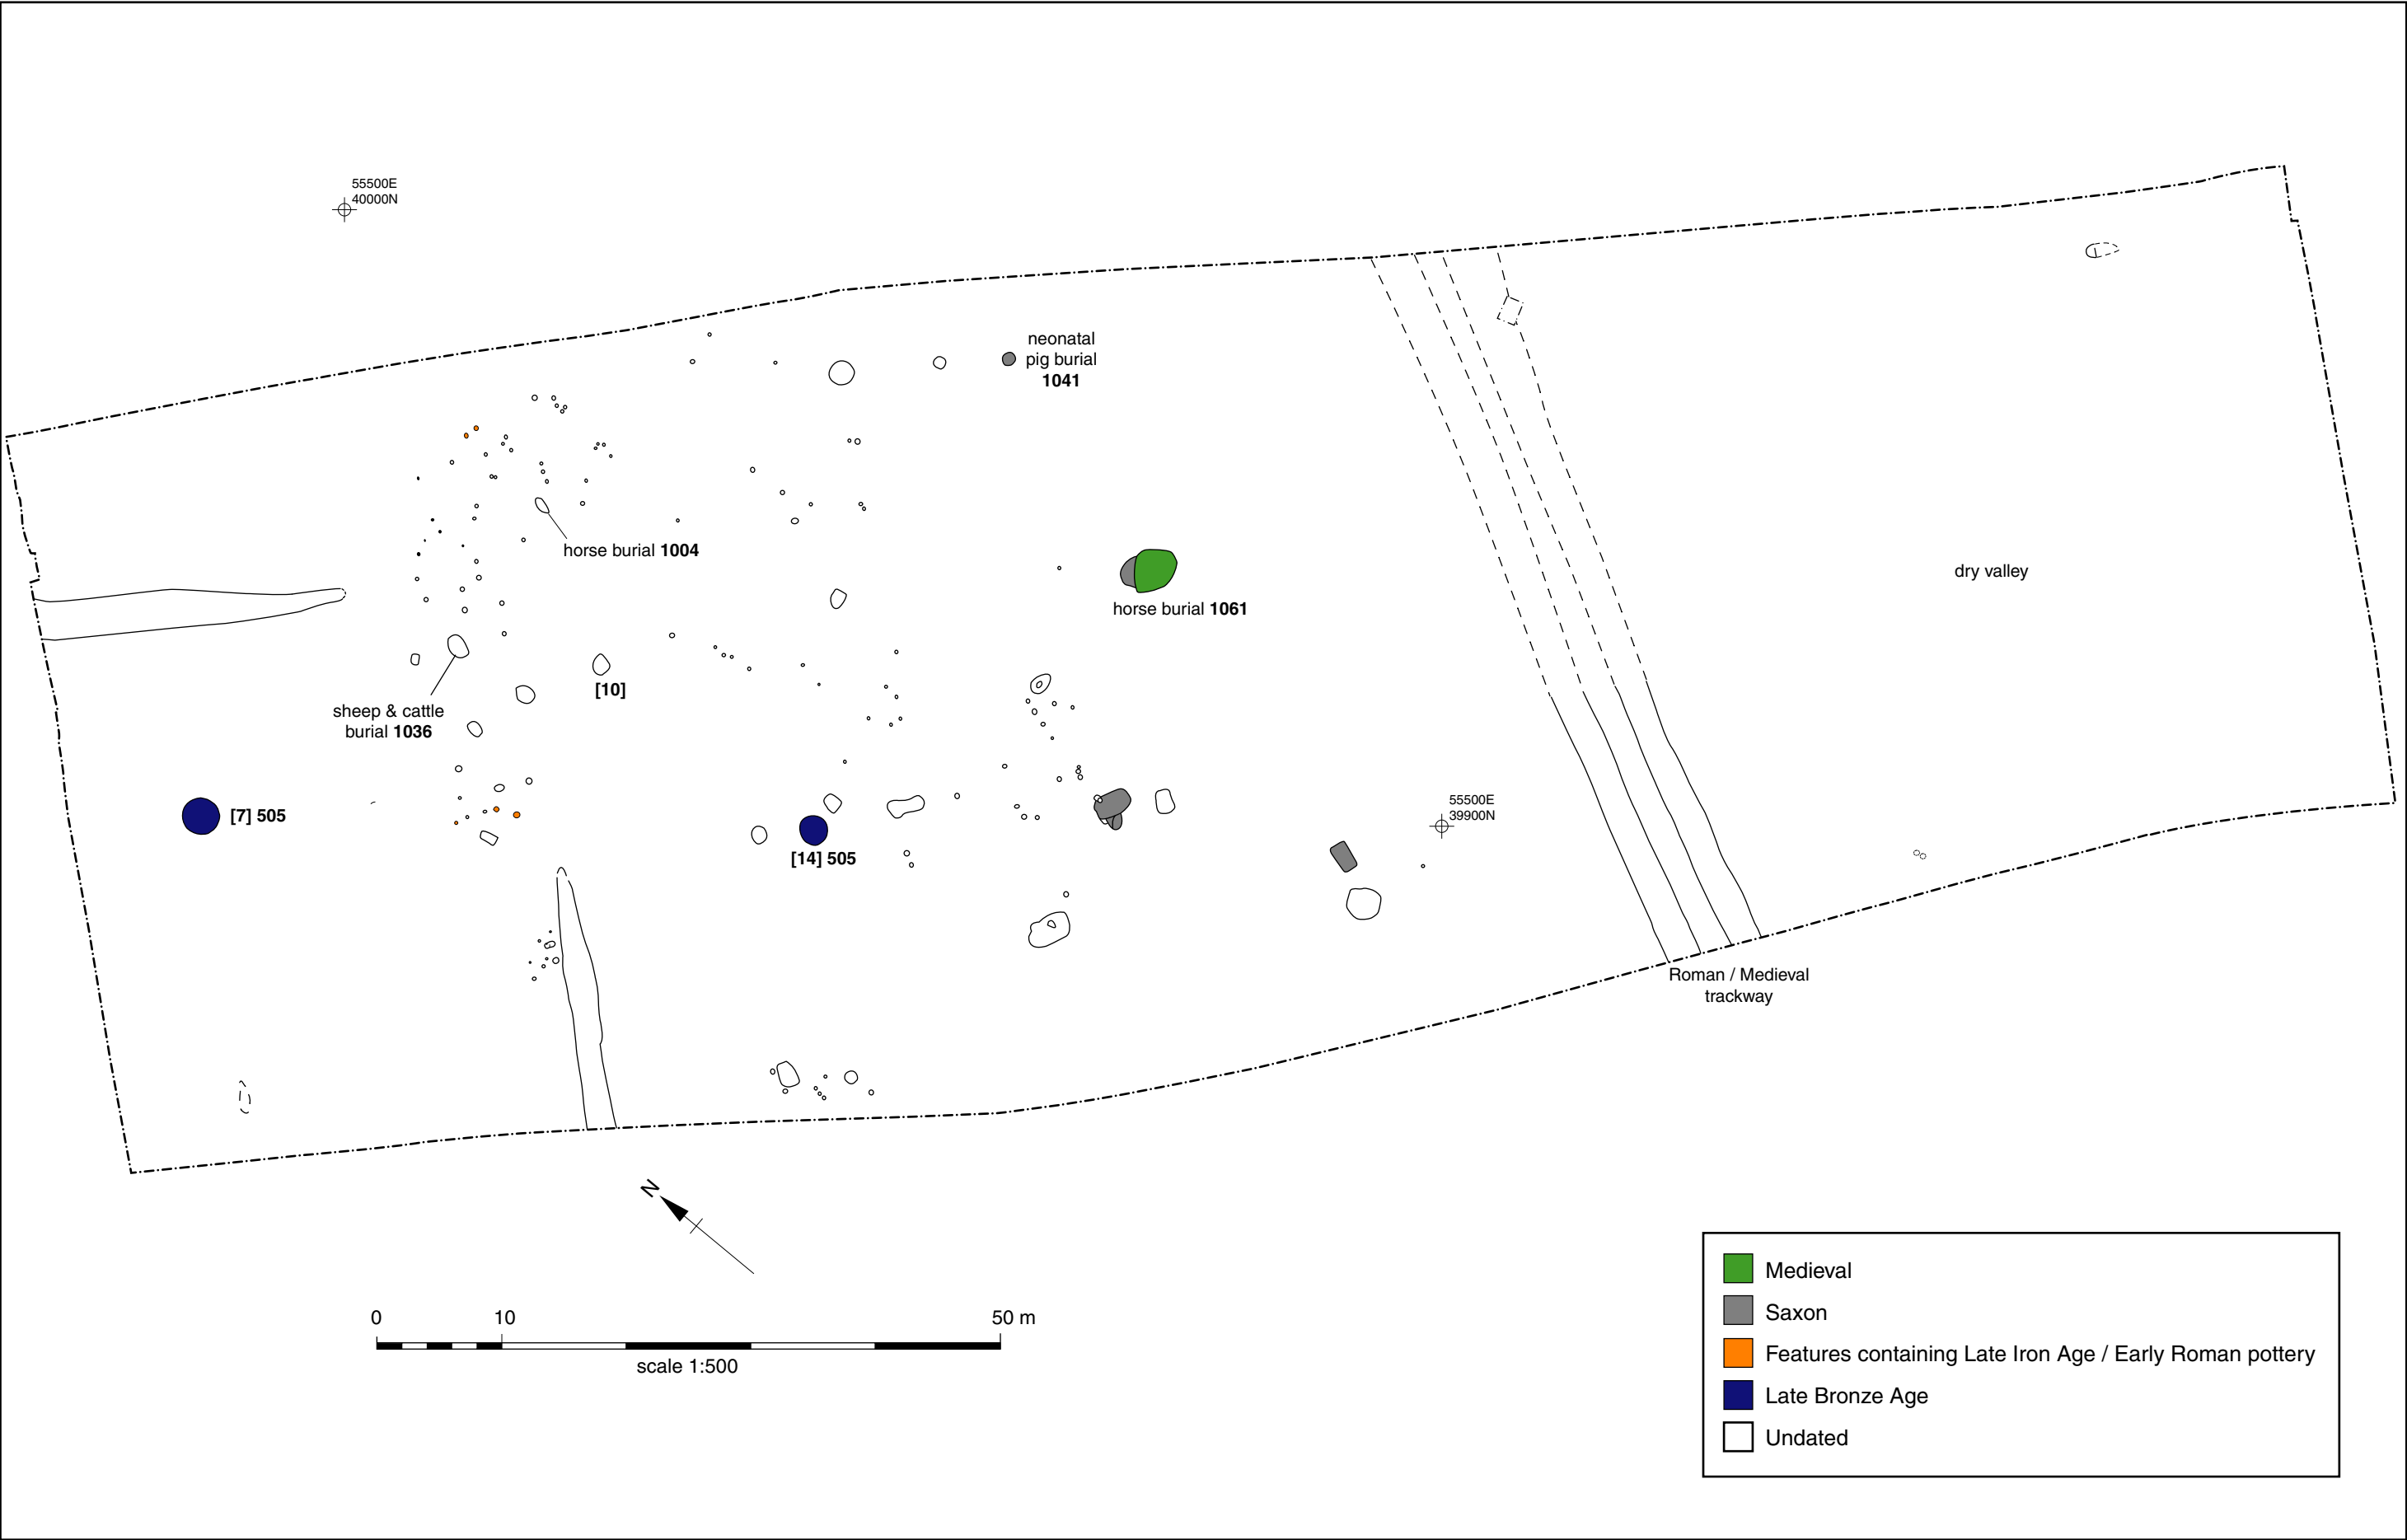 55500E
40000N
neonatal
pig burial
1041
horse burial 1004
dry valley
horse burial 1061
[10]
sheep & cattle
burial 1036
[7] 505
[14] 505
55500E
39900N
Roman / Medieval
trackway
N
0 10 50 m
scale 1:500
Medieval
Saxon
Features containing Late Iron Age / Early Roman pottery
Late Bronze Age
Undated